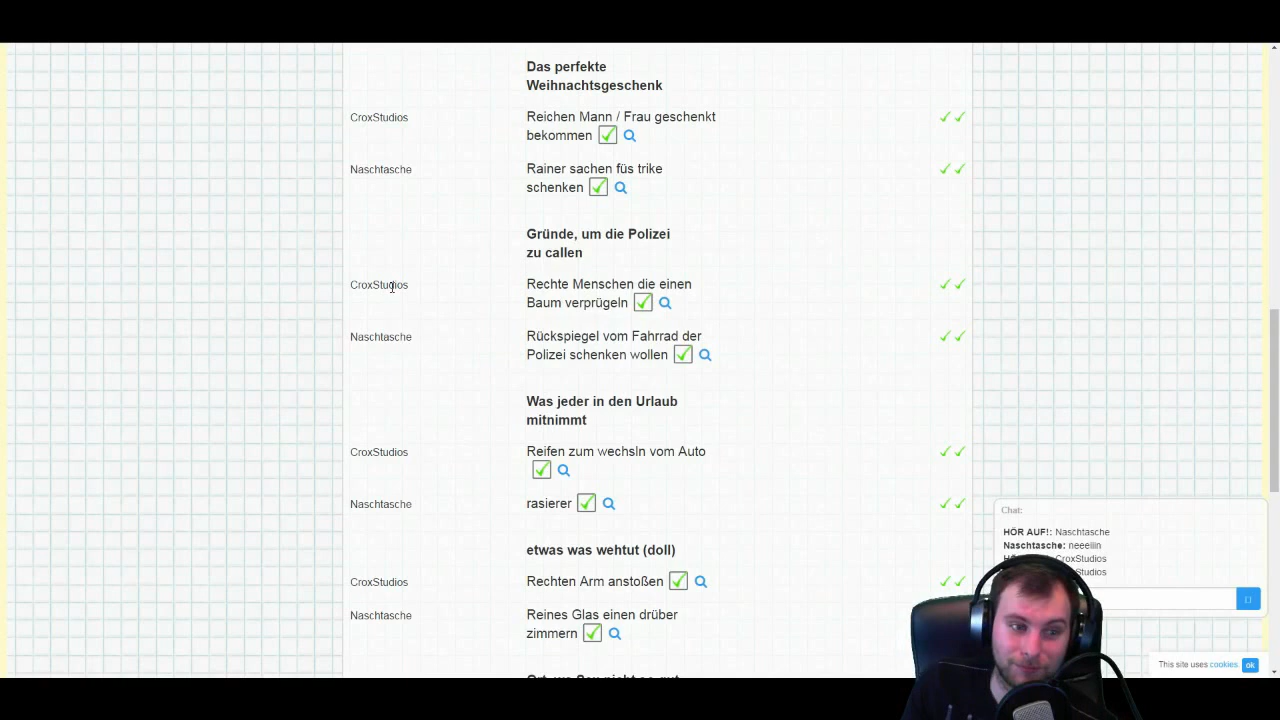 Das perfekte
Weihnachtsgeschenk
CroxStudios
Reichen Mann / Frau geschenkt
bekommen
Naschtasche
Rainer sachen füs trike
schenken
Gründe, um die Polizei
zu callen
CroxStudios
Rechte Menschen die einen
Baum verprügeln
Naschtasche
Rückspiegel vom Fahrrad der
Polizei schenken wollen
Was jeder in den Urlaub
mitnimmt
CroxStudios
Reifen zum wechsln vom Auto
Naschtasche
rasierer
etwas was wehtut (doll)
CroxStudios
Rechten Arm anstoßen
Naschtasche
Reines Glas einen drüber
zimmern
Chat:
HÖR AUF!: Naschtasche
Naschtasche: neeeliin
CroxStudios
This site uses cookies ok